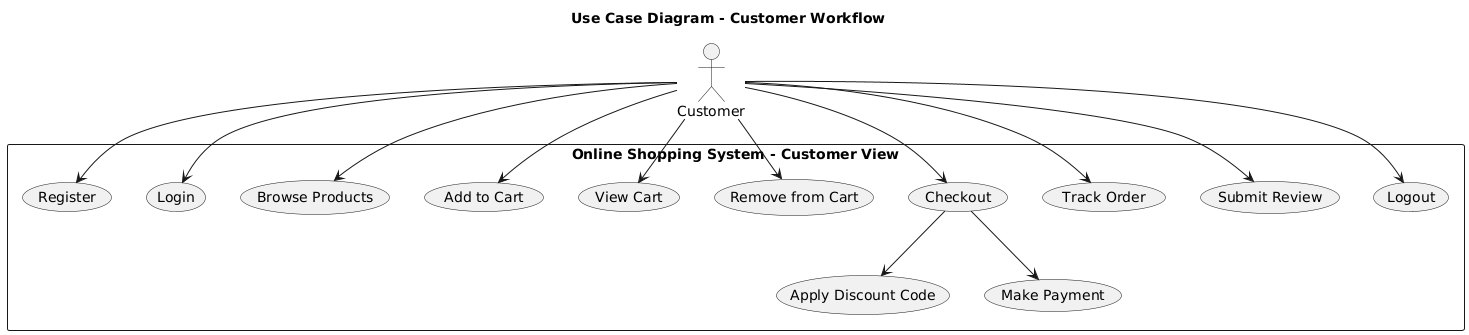 Use Case Diagram - Customer Workflow
Customer
Online Shopping System - Customer View
Register
Login
Browse Products
Add to Cart
View Cart
Remove from Cart
Checkout
Track Order
Submit Review
Logout
Apply Discount Code
Make Payment